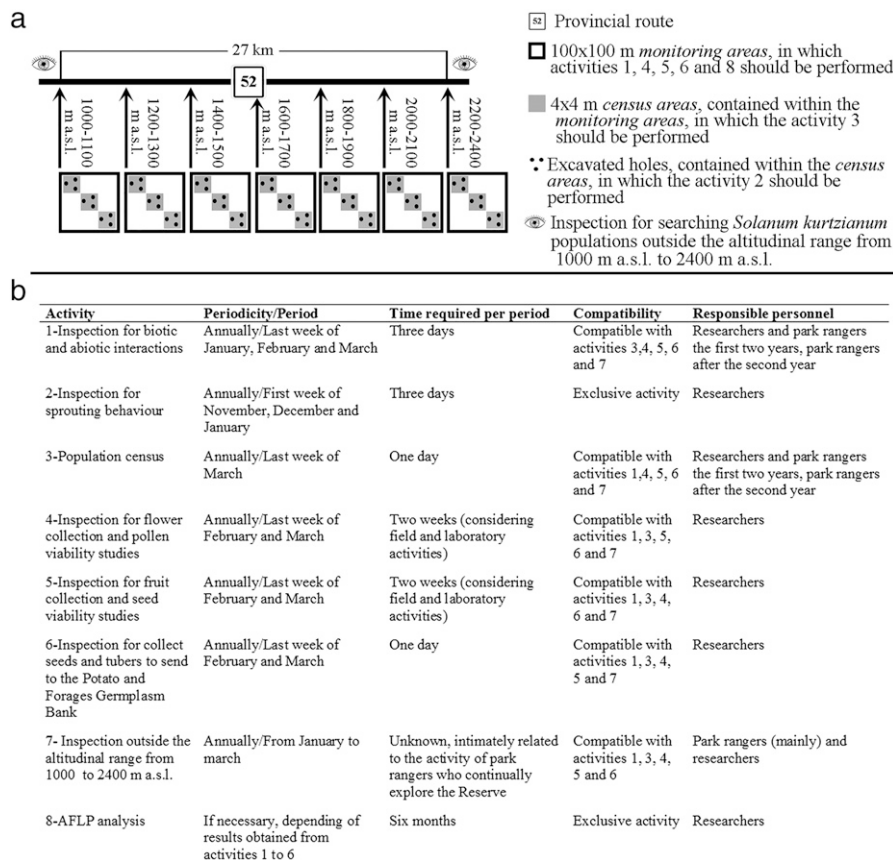 a
27 km
52
1000-1100
m a.s.l.
1200-1300
m a.s.l.
1400-1500
m a.s.l.
1600-1700
m a.s.l.
1800-1900
m a.s.l.
2000-2100
m a.s.l.
2200-2400
m a.s.l.
52 Provincial route
100x100 m monitoring areas, in which
activities 1, 4, 5, 6 and 8 should be performed
4x4 m census areas, contained within the
monitoring areas, in which the activity 3
should be performed
Excavated holes, contained within the census
areas, in which the activity 2 should be
performed
Inspection for searching Solanum kurtzianum
populations outside the altitudinal range from
1000 m a.s.l. to 2400 m a.s.l.
b
Activity Periodicity/Period Time required per period Compatibility Responsible personnel
1-Inspection for biotic Annually/Last week of Three days Compatible with Researchers and park rangers
and abiotic interactions January, February and March activities 3,4, 5, 6 the first two years, park rangers
and 7 after the second year
2-Inspection for Annually/First week of Three days Exclusive activity Researchers
sprouting behaviour November, December and
January
3-Population census Annually/Last week of One day Compatible with Researchers and park rangers
March activities 1,4, 5, 6 the first two years, park rangers
and 7 after the second year
4-Inspection for flower Annually/Last week of Two weeks (considering Compatible with Researchers
collection and pollen February and March field and laboratory activities 1, 3, 5,
viability studies activities) 6 and 7
5-Inspection for fruit Annually/Last week of Two weeks (considering Compatible with Researchers
collection and seed February and March field and laboratory activities 1, 3, 4,
viability studies activities) 6 and 7
6-Inspection for collect Annually/Last week of One day Compatible with Researchers
seeds and tubers to send February and March activities 1, 3, 4,
to the Potato and 5 and 7
Forages Germplasm
Bank
7- Inspection outside the Annually/From January to Unknown, intimately related Compatible with Park rangers (mainly) and
altitudinal range from march to the activity of park activities 1, 3, 4, researchers
1000 to 2400 m a.s.l. rangers who continually 5 and 6
explore the Reserve
8-AFLP analysis If necessary, depending of Six months Exclusive activity Researchers
results obtained from
activities 1 to 6